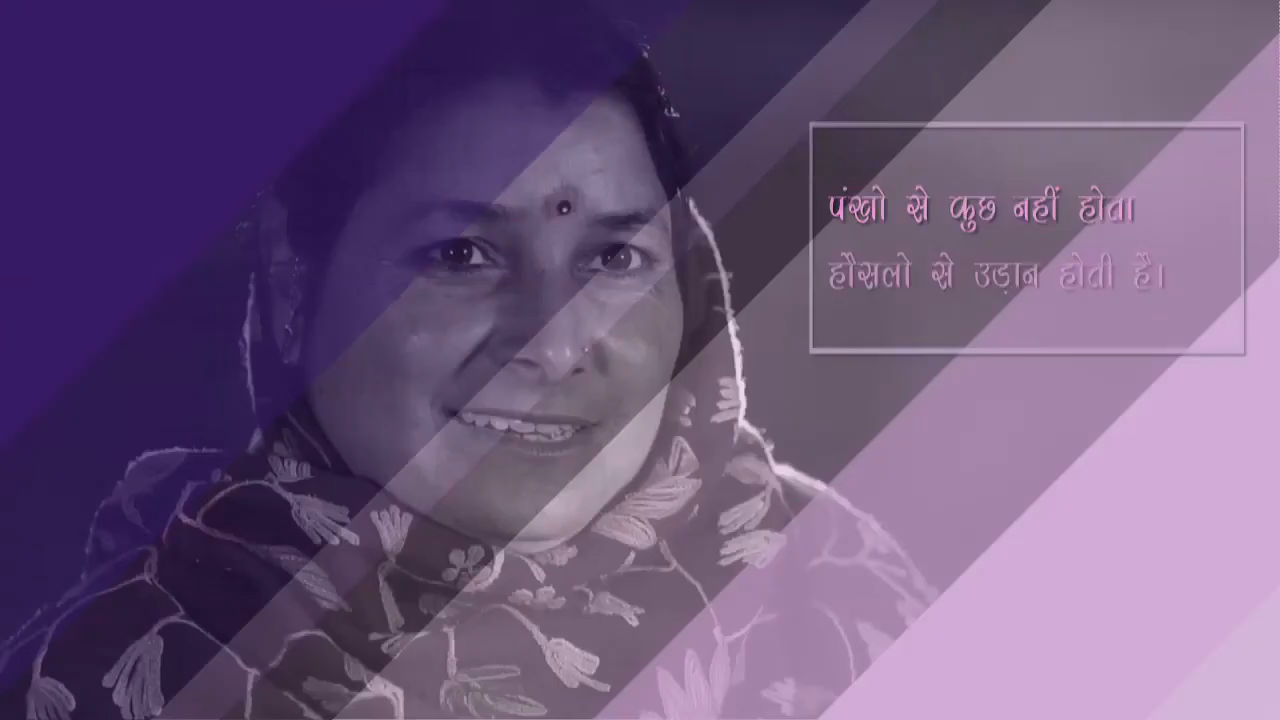 पंखो से कुछ नहीं होता
हौसलो से उड़ान होती है।